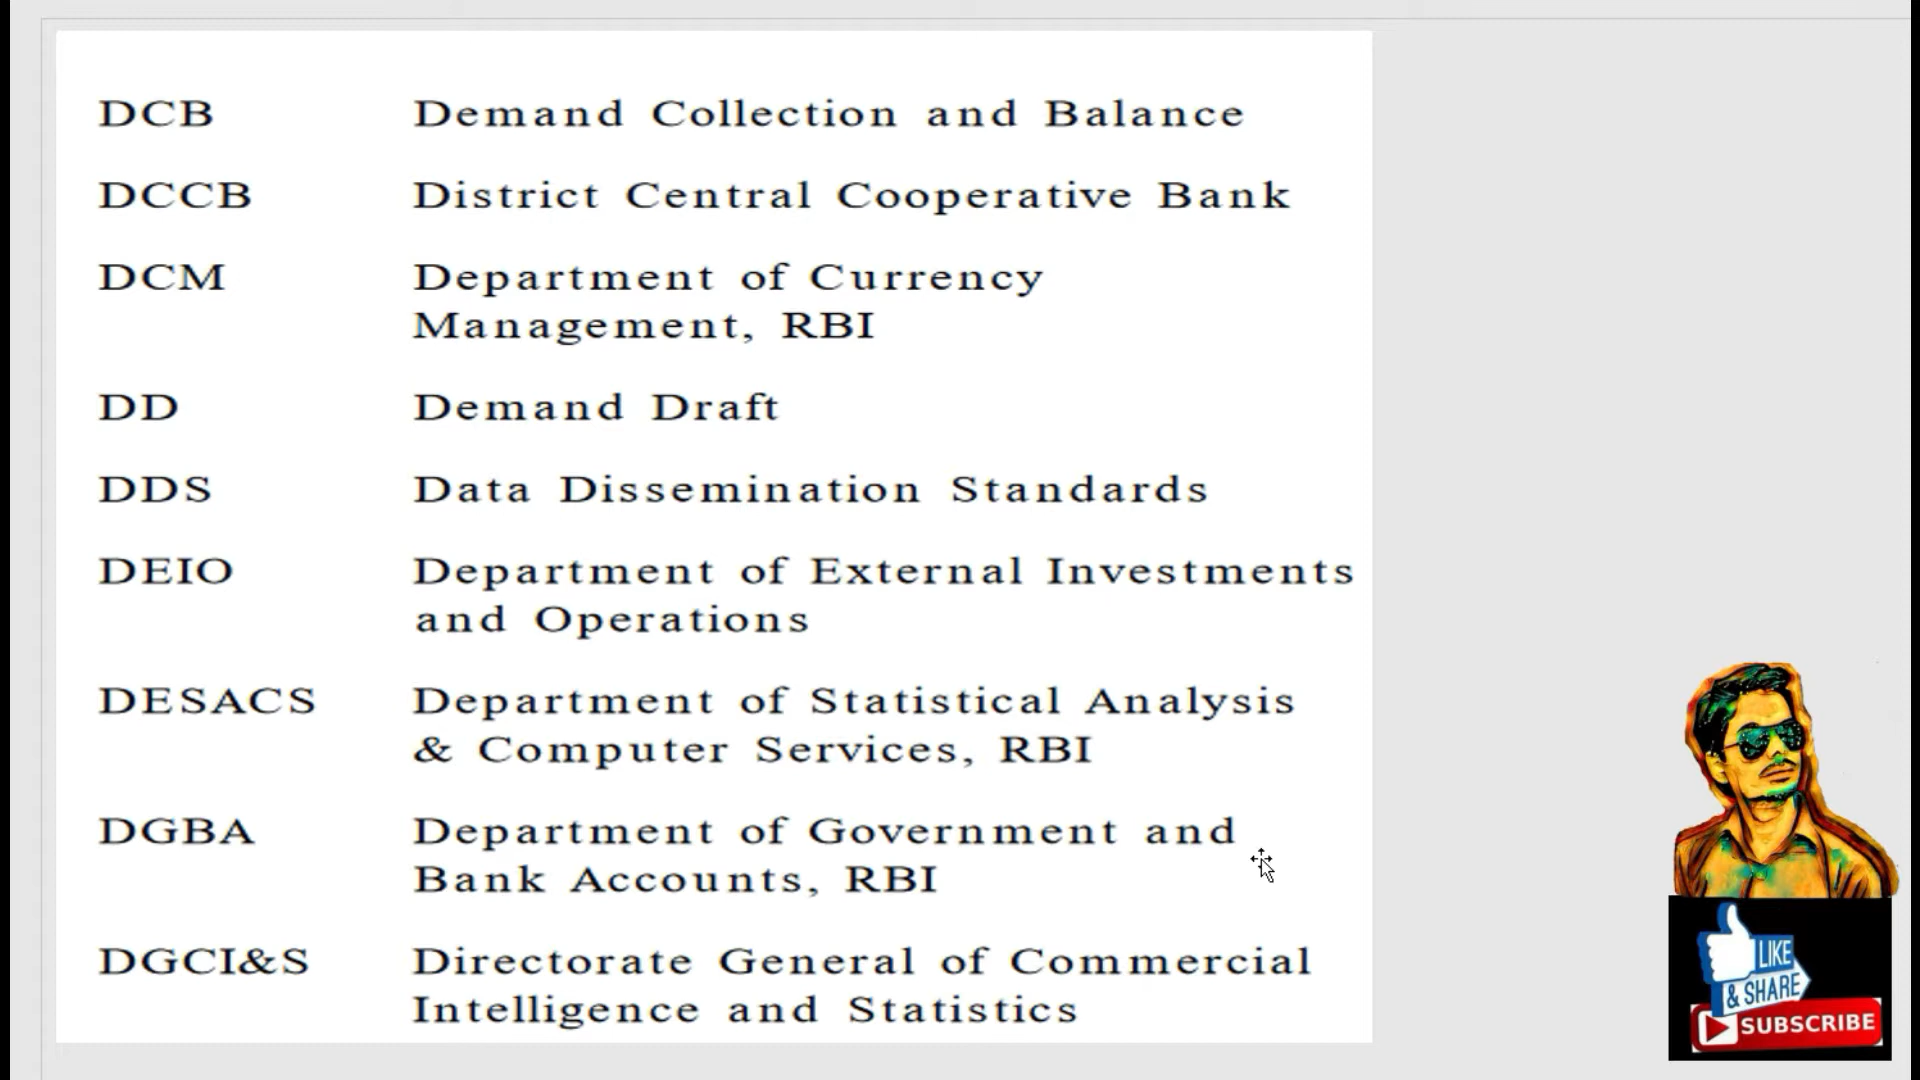 DCB Demand Collection and Balance
DCCB District Central Cooperative Bank
DCM Department of Currency
Management, RBI
DD Demand Draft
DDS Data Dissemination Standards
DEIO Department of External Investments
and Operations
DESACS Department of Statistical Analysis
& Computer Services, RBI
DGBA Department of Government and
Bank Accounts, RBI
DGCI&S Directorate General of Commercial
Intelligence and Statistics
LIKE
& SHARE
SUBSCRIBE